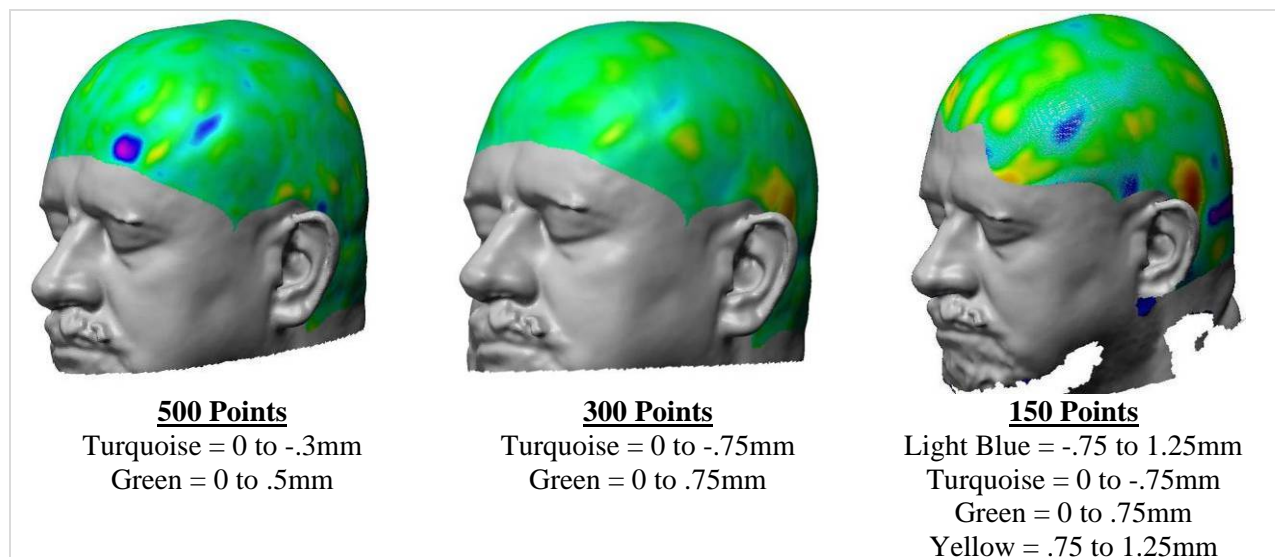 500 Points
Turquoise = 0 to -.3mm
Green = 0 to .5mm
300 Points
Turquoise = 0 to -.75mm
Green = 0 to .75mm
150 Points
Light Blue = -.75 to 1.25mm
Turquoise = 0 to -.75mm
Green = 0 to .75mm
Yellow = .75 to 1.25mm